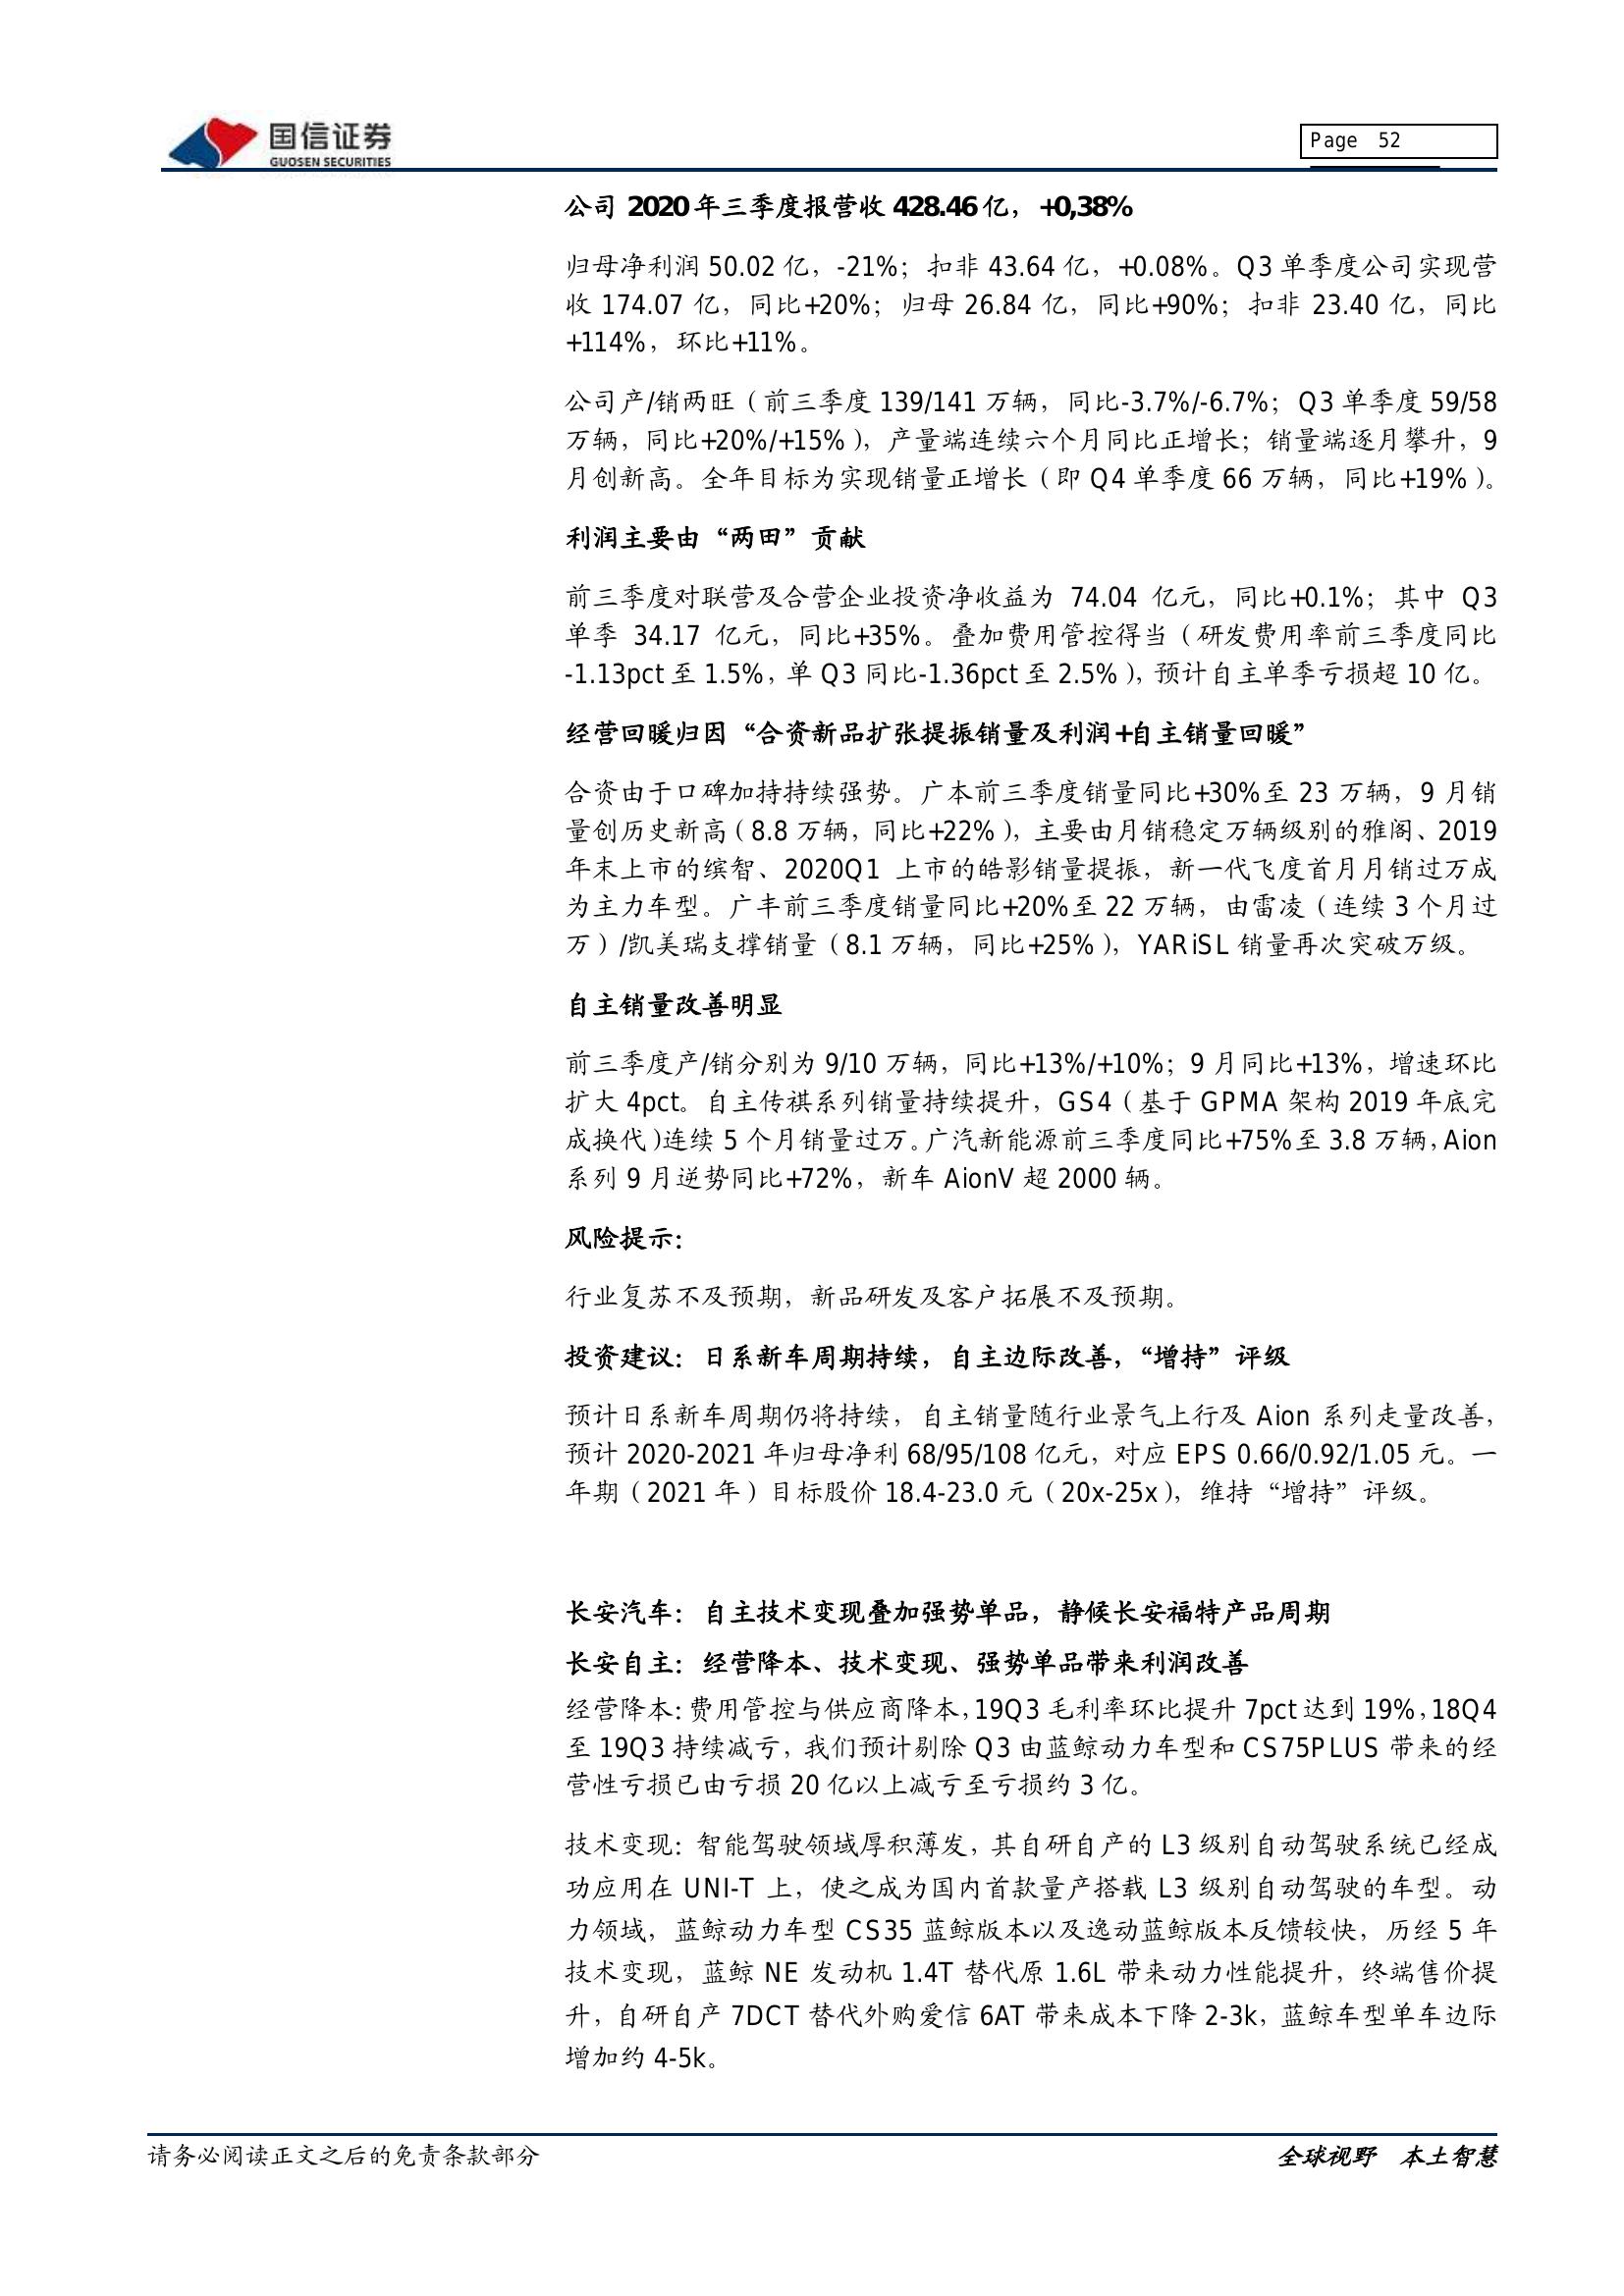 国信证券
GUOSEN SECURITIES
Page 52
公司 2020 年三季度报营收 428.46 亿，+0,38%
归母净利润 50.02 亿，-21%；扣非 43.64 亿，+0.08%。Q3 单季度公司实现营
收 174.07 亿，同比+20%；归母 26.84 亿，同比+90%；扣非 23.40 亿，同比
+114%，环比+11%。
公司产/销两旺（前三季度 139/141 万辆，同比-3.7%/-6.7%；Q3 单季度 59/58
万辆，同比+20%/+15%），产量端连续六个月同比正增长；销量端逐月攀升，9
月创新高。全年目标为实现销量正增长（即 Q4 单季度 66 万辆，同比+19%）。
利润主要由“两田”贡献
前三季度对联营及合营企业投资净收益为 74.04 亿元，同比+0.1%；其中 Q3
单季 34.17 亿元，同比+35%。叠加费用管控得当（研发费用率前三季度同比
-1.13pct 至 1.5%，单 Q3 同比-1.36pct 至 2.5%），预计自主单季亏损超 10 亿。
经营回暖归因“合资新品扩张提振销量及利润+自主销量回暖”
合资由于口碑加持持续强势。广本前三季度销量同比+30%至 23 万辆，9 月销
量创历史新高（8.8 万辆，同比+22%），主要由月销稳定万辆级别的雅阁、2019
年末上市的缤智、2020Q1 上市的皓影销量提振，新一代飞度首月月销过万成
为主力车型。广丰前三季度销量同比+20%至 22 万辆，由雷凌（连续 3 个月过
万）/凯美瑞支撑销量（8.1 万辆，同比+25%），YARiSL 销量再次突破万级。
自主销量改善明显
前三季度产/销分别为 9/10 万辆，同比+13%/+10%；9 月同比+13%，增速环比
扩大 4pct。自主传祺系列销量持续提升，GS4（基于 GPMA 架构 2019 年底完
成换代）连续 5 个月销量过万。广汽新能源前三季度同比+75%至 3.8 万辆，Aion
系列 9 月逆势同比+72%，新车 AionV 超 2000 辆。
风险提示：
行业复苏不及预期，新品研发及客户拓展不及预期。
投资建议：日系新车周期持续，自主边际改善，“增持”评级
预计日系新车周期仍将持续，自主销量随行业景气上行及 Aion 系列走量改善，
预计 2020-2021 年归母净利 68/95/108 亿元，对应 EPS 0.66/0.92/1.05 元。一
年期（2021 年）目标股价 18.4-23.0 元（20x-25x），维持“增持”评级。
长安汽车：自主技术变现叠加强势单品，静候长安福特产品周期
长安自主：经营降本、技术变现、强势单品带来利润改善
经营降本：费用管控与供应商降本，19Q3 毛利率环比提升 7pct 达到 19%，18Q4
至 19Q3 持续减亏，我们预计剔除 Q3 由蓝鲸动力车型和 CS75PLUS 带来的经
营性亏损已由亏损 20 亿以上减亏至亏损约 3 亿。
技术变现：智能驾驶领域厚积薄发，其自研自产的 L3 级别自动驾驶系统已经成
功应用在 UNI-T 上，使之成为国内首款量产搭载 L3 级别自动驾驶的车型。动
力领域，蓝鲸动力车型 CS35 蓝鲸版本以及逸动蓝鲸版本反馈较快，历经 5 年
技术变现，蓝鲸 NE 发动机 1.4T 替代原 1.6L 带来动力性能提升，终端售价提
升，自研自产 7DCT 替代外购爱信 6AT 带来成本下降 2-3k，蓝鲸车型单车边际
增加约 4-5k。
请务必阅读正文之后的免责条款部分
全球视野 本土智慧